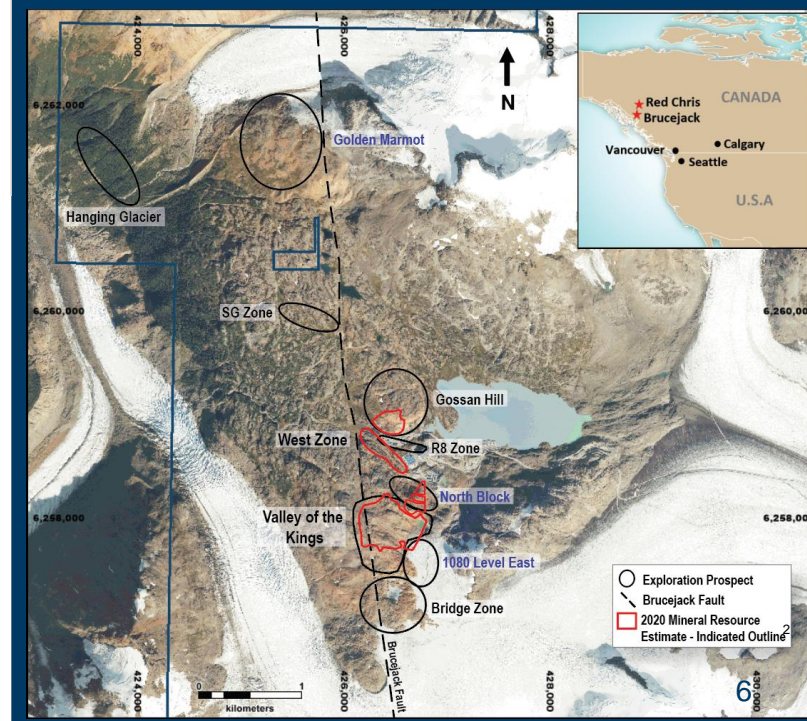 424,000
426,000
428,000
N
6,262,000
Golden Marmot
Hanging Glacier
CANADA
Red Chris
Brucejack
Vancouver
Calgary
Seattle
U.S.A
6,260,000
SG Zone
6,260,000
Gossan Hill
West Zone
R8 Zone
North Block
6,258,000
Valley of the
Kings
6,258,000
1080 Level East
Bridge Zone
Exploration Prospect
Brucejack Fault
2020 Mineral Resource
Estimate - Indicated Outline 2
Brucejack Fault
0 1
kilometers
424,000
426,000
428,000
430,000
6